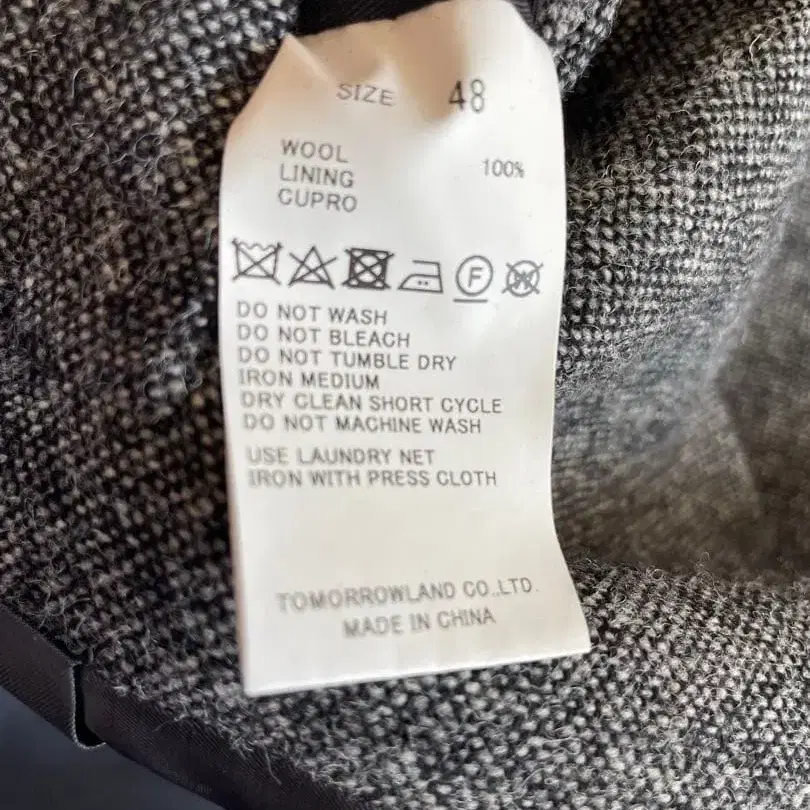 SIZE 48
WOOL 100%
LINING
CUPRO
F W
DO NOT WASH
DO NOT BLEACH
DO NOT TUMBLE DRY
IRON MEDIUM
DRY CLEAN SHORT CYCLE
DO NOT MACHINE WASH
USE LAUNDRY NET
IRON WITH PRESS CLOTH
TOMORROWLAND CO.,LTD.
MADE IN CHINA